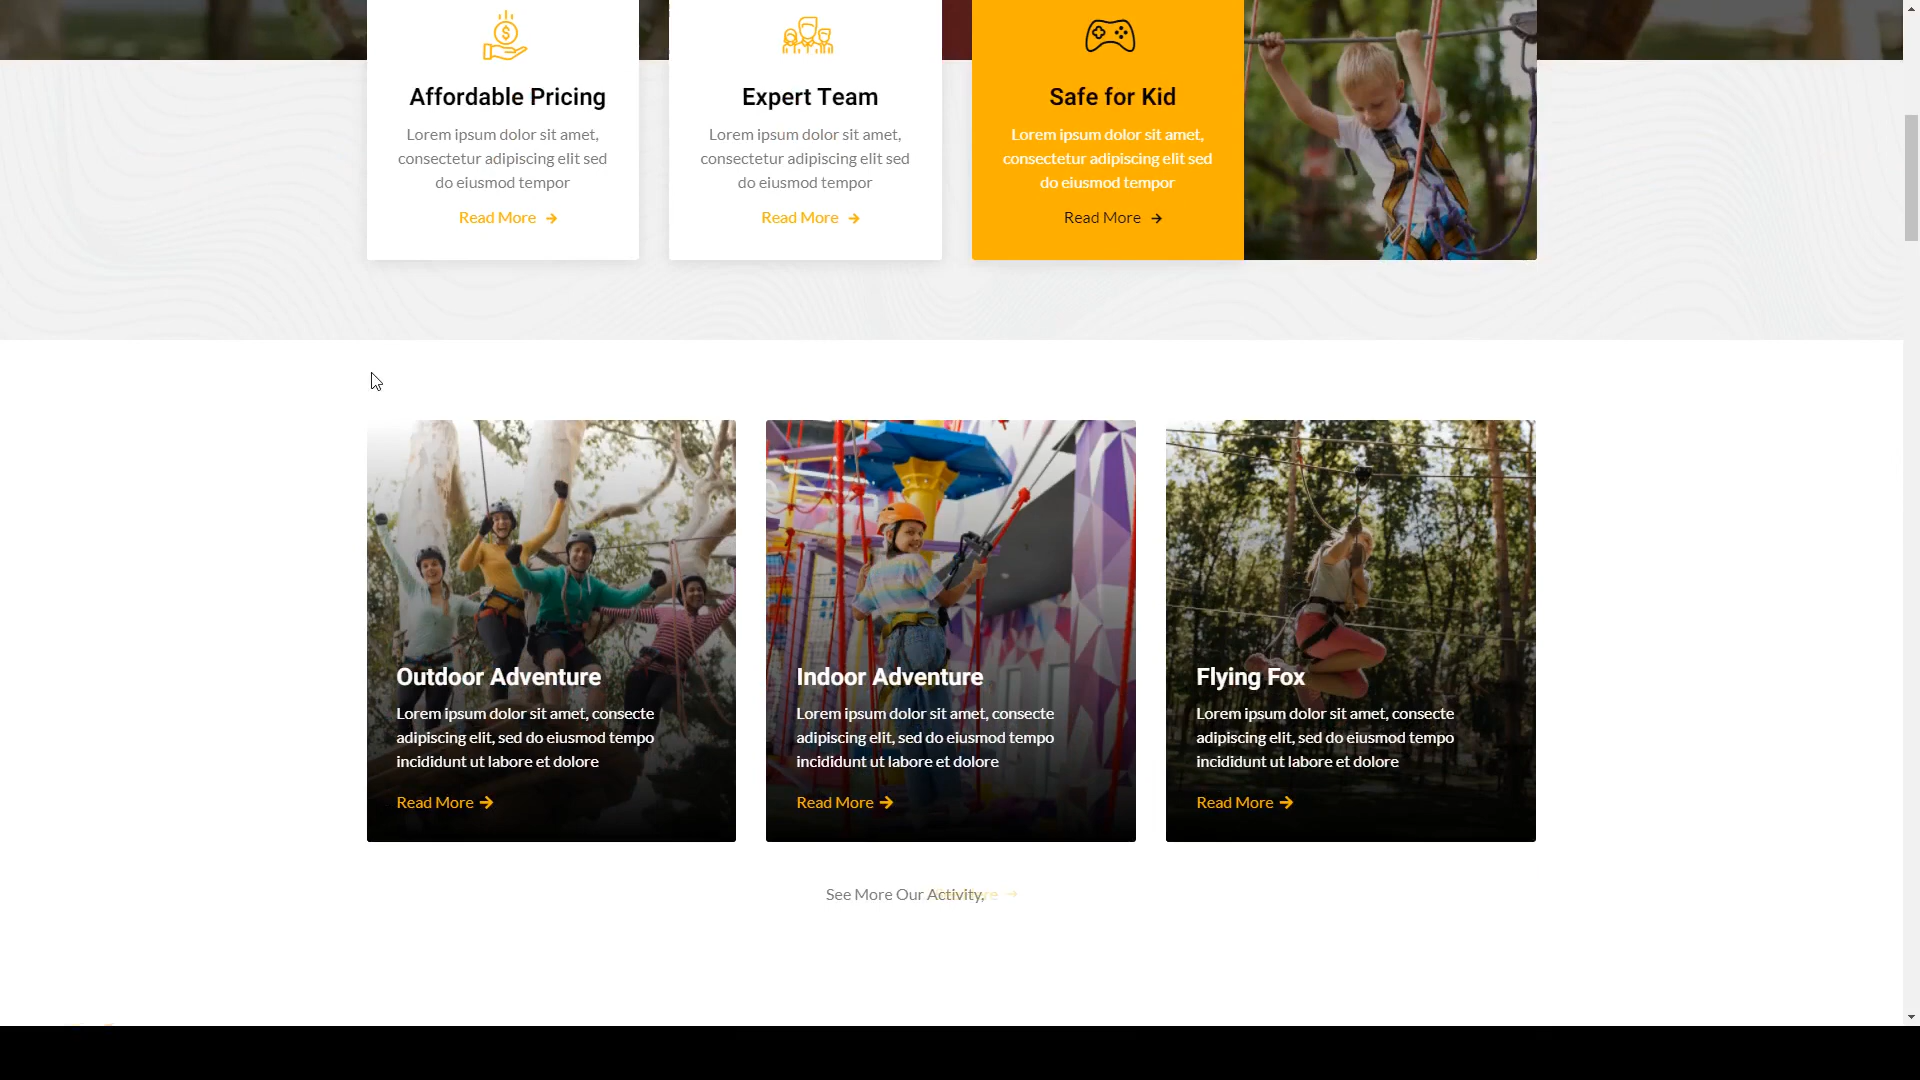 Affordable Pricing
Lorem ipsum dolor sit amet,
consectetur adipiscing elit sed
do eiusmod tempor
Read More
Expert Team
Lorem ipsum dolor sit amet,
consectetur adipiscing elit sed
do eiusmod tempor
Read More
Safe for Kid
Lorem ipsum dolor sit amet,
consectetur adipiscing elit sed
do eiusmod tempor
Read More
Outdoor Adventure
Lorem ipsum dolor sit amet, consecte
adipiscing elit, sed do eiusmod tempo
incididunt ut labore et dolore
Read More
Indoor Adventure
Lorem ipsum dolor sit amet, consecte
adipiscing elit, sed do eiusmod tempo
incididunt ut labore et dolore
Read More
Flying Fox
Lorem ipsum dolor sit amet, consecte
adipiscing elit, sed do eiusmod tempo
incididunt ut labore et dolore
Read More
See More Our Activity,